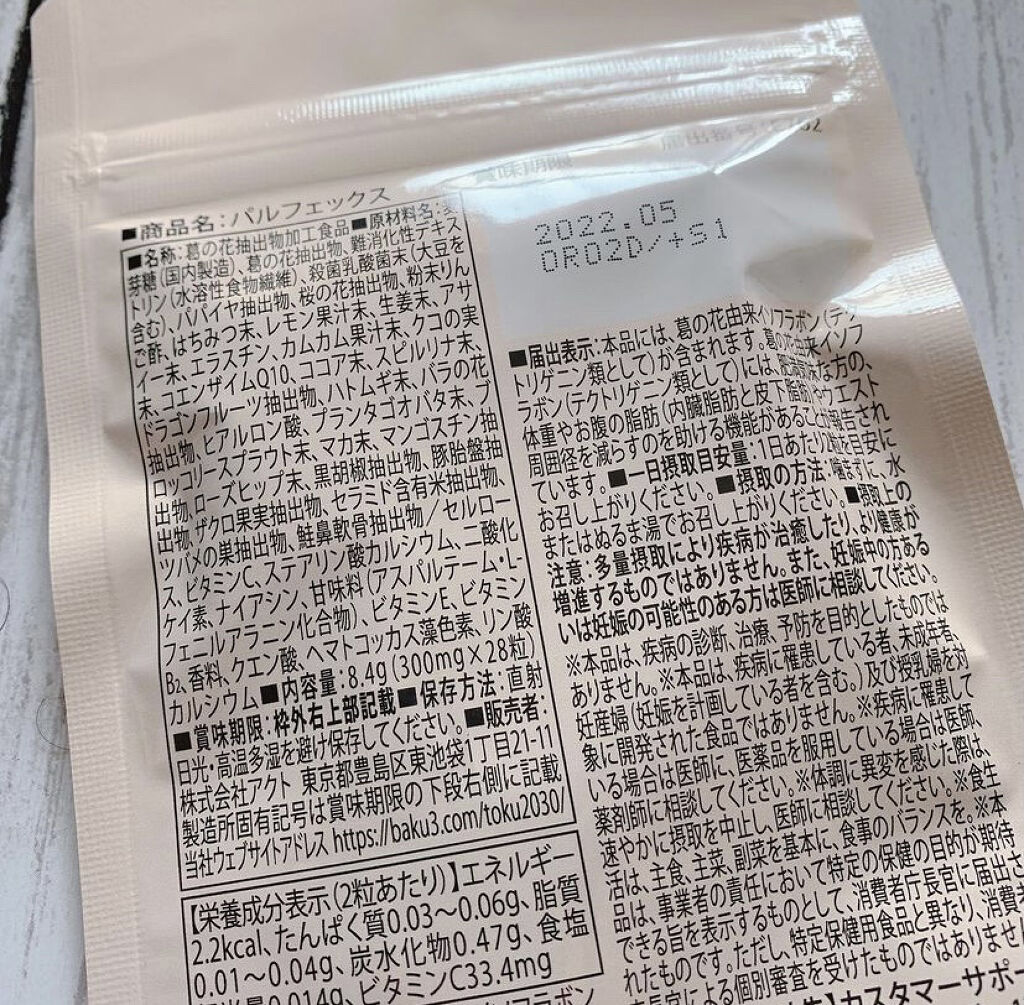 賞味期限
2022.05
OR02D/+S1
■商品名:パルフェックス
■名称:葛の花抽出物加工食品■原材料名:麦
芽糖(国内製造)、葛の花抽出物、難消化性デキス
トリン(水溶性食物繊維)、殺菌乳酸菌末(大豆を
含む)、パパイヤ抽出物、桜の花抽出物、粉末りん
ご酢、はちみつ末、レモン果汁末、生姜末、アサ
イー末、エラスチン、カムカム果汁末、クコの実
末、コエンザイムQ10、ココア末、スピルリナ末、
ドラゴンフルーツ抽出物、ハトムギ末、バラの花
抽出物、ヒアルロン酸、プランタゴオバタ末、ブ
ロッコリースプラウト末、マカ末、マンゴスチン抽
出物、ローズヒップ末、黒胡椒抽出物、豚胎盤抽
出物、ザクロ果実抽出物、セラミド含有米抽出物、
ツバメの巣抽出物、鮭鼻軟骨抽出物/セルロー
ス、ビタミンC、ステアリン酸カルシウム、二酸化
ケイ素、ナイアシン、甘味料(アスパルテーム・L-
フェニルアラニン化合物)、ビタミンE、ビタミン
B₂、香料、クエン酸、ヘマトコッカス藻色素、リン酸
カルシウム■内容量:8.4g(300mg×28粒)
■賞味期限:枠外右上部記載■保存方法:直射
日光・高温多湿を避け保存してください。■販売者:
株式会社アクト 東京都豊島区東池袋1丁目21-11
製造所固有記号は賞味期限の下段右側に記載
当社ウェブサイトアドレス https://baku3.com/toku2030/
【栄養成分表示(2粒あたり)】エネルギー
2.2kcal、たんぱく質0.03～0.06g、脂質
0.01～0.04g、炭水化物0.47g、食塩
相当量0.014g、ビタミンC33.4mg
■届出表示:本品には、葛の花由来イソフラボン(テク
トリゲニン類として)が含まれます。葛の花由来イソフ
ラボン(テクトリゲニン類として)には、肥満気味な方の、
体重やお腹の脂肪(内臓脂肪と皮下脂肪)やウエスト
周囲径を減らすのを助ける機能があることが報告され
ています。■一日摂取目安量:1日あたり2粒を目安に
お召し上がりください。■摂取の方法:噛まずに、水
またはぬるま湯でお召し上がりください。■摂取上の
注意:多量摂取により疾病が治癒したり、より健康が
増進するものではありません。また、妊娠中の方ある
いは妊娠の可能性のある方は医師に相談してください。
※本品は、疾病の診断、治療、予防を目的としたものでは
ありません。※本品は、疾病に罹患している者、未成年者、
妊産婦(妊娠を計画している者を含む。)及び授乳婦を対
象に開発された食品ではありません。※疾病に罹患して
いる場合は医師に、医薬品を服用している場合は医師、
薬剤師に相談してください。※体調に異変を感じた際は、
速やかに摂取を中止し、医師に相談してください。※食生
活は、主食、主菜、副菜を基本に、食事のバランスを。※本
品は、事業者の責任において特定の保健の目的が期待
できる旨を表示するものとして、消費者庁長官に届出さ
れたものです。ただし、特定保健用食品と異なり、消費者
庁長官による個別審査を受けたものではありません
カスタマーサポー